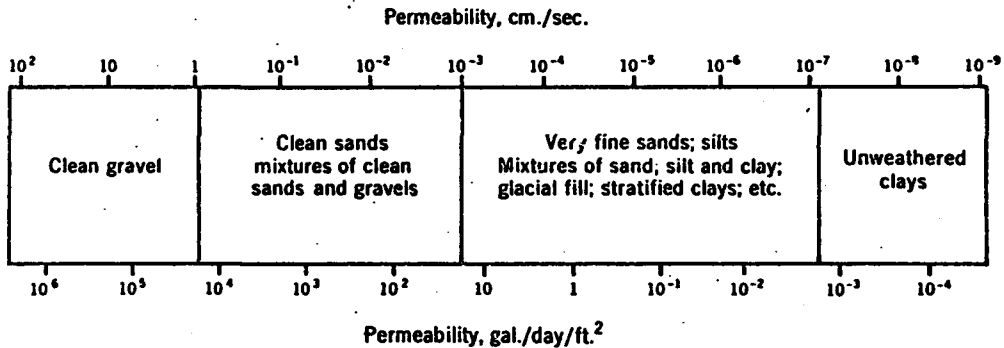 Permeability, cm./sec.
10² 10 1 10⁻¹ 10⁻² 10⁻³ 10⁻⁴ 10⁻⁵ 10⁻⁶ 10⁻⁷ 10⁻⁸ 10⁻⁹
Clean gravel
Clean sands
mixtures of clean
sands and gravels
Very fine sands; silts
Mixtures of sand; silt and clay;
glacial fill; stratified clays; etc.
Unweathered
clays
10⁶ 10⁵ 10⁴ 10³ 10² 10 1 10⁻¹ 10⁻² 10⁻³ 10⁻⁴
Permeability, gal./day/ft.²